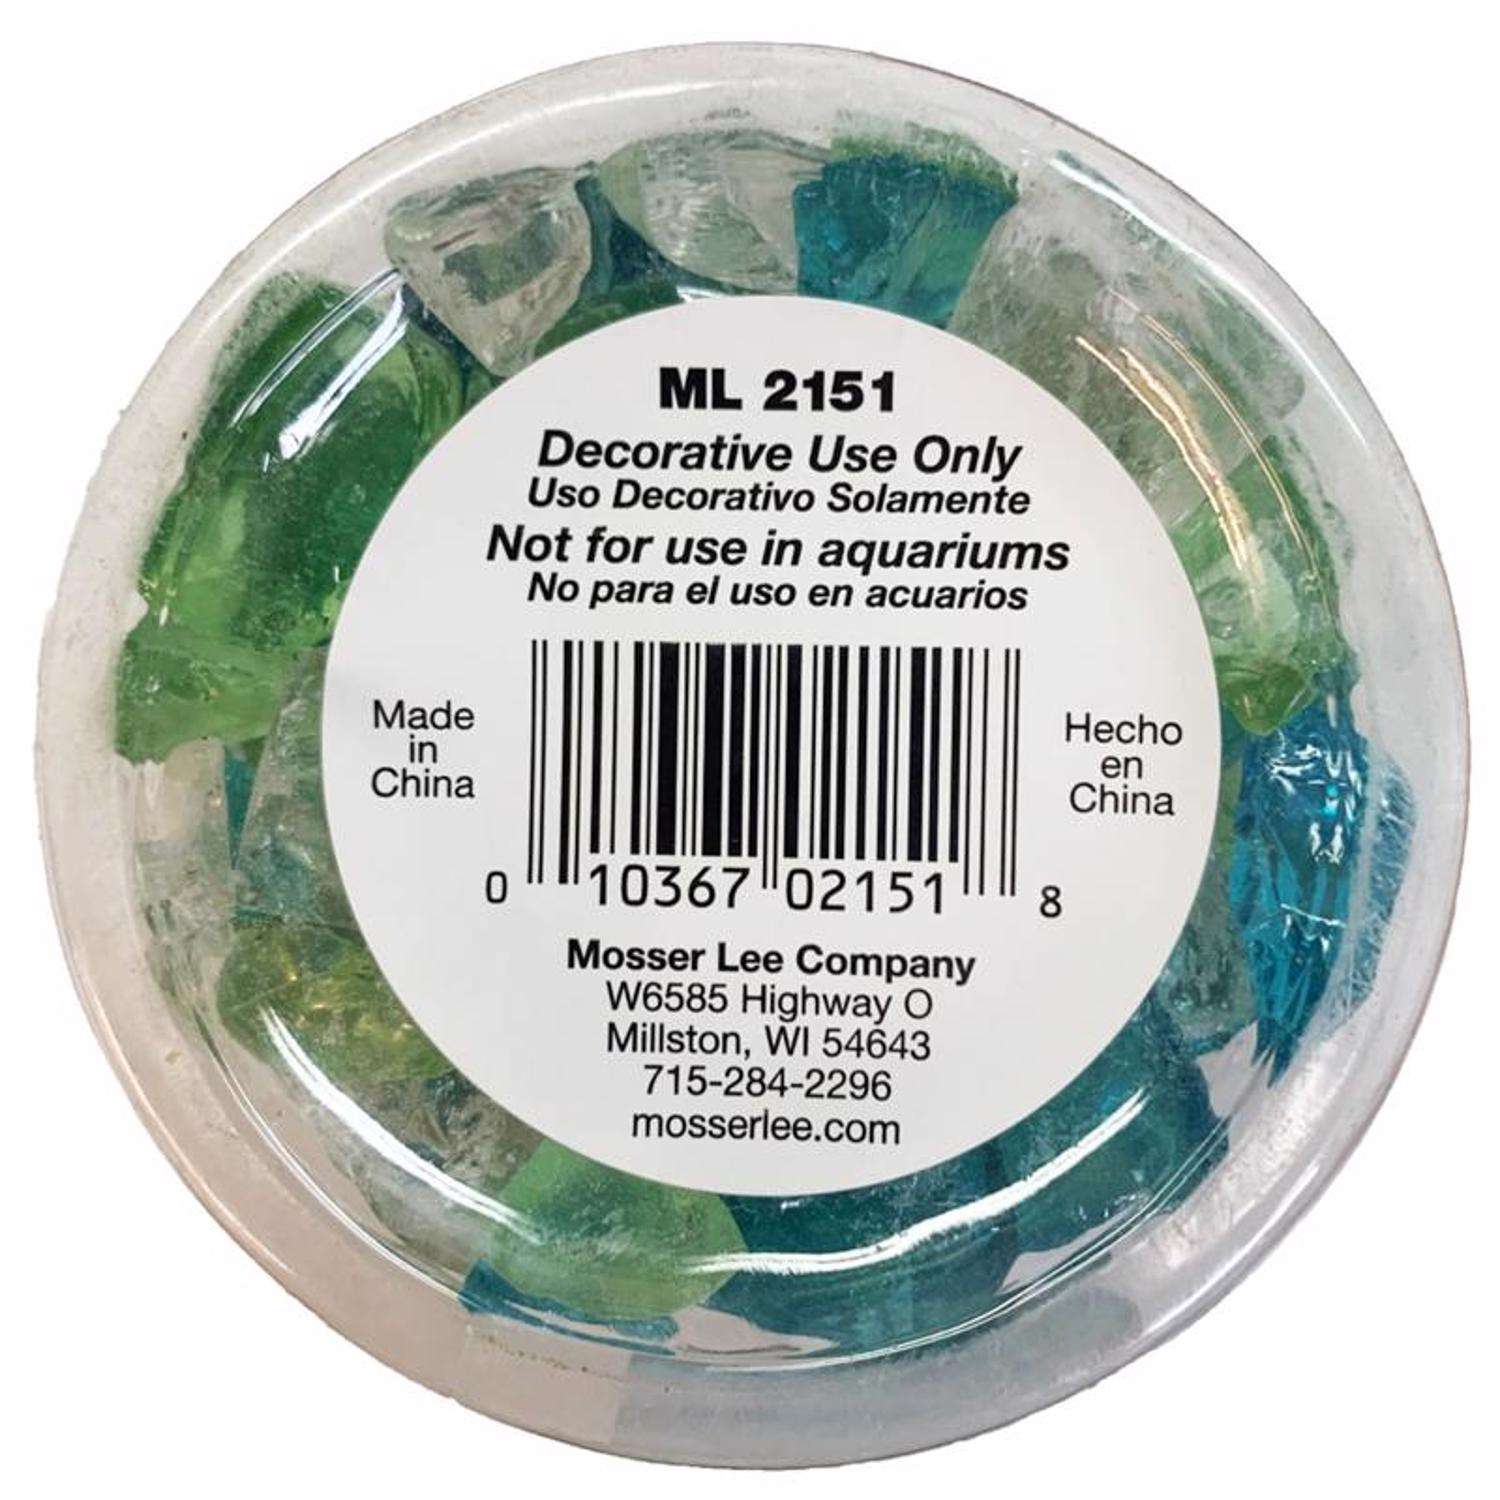 ML 2151
Decorative Use Only
Uso Decorativo Solamente
Not for use in aquariums
No para el uso en acuarios
Made
in
China
Hecho
en
China
0 10367 02151 8
Mosser Lee Company
W6585 Highway O
Millston, WI 54643
715-284-2296
mosserlee.com